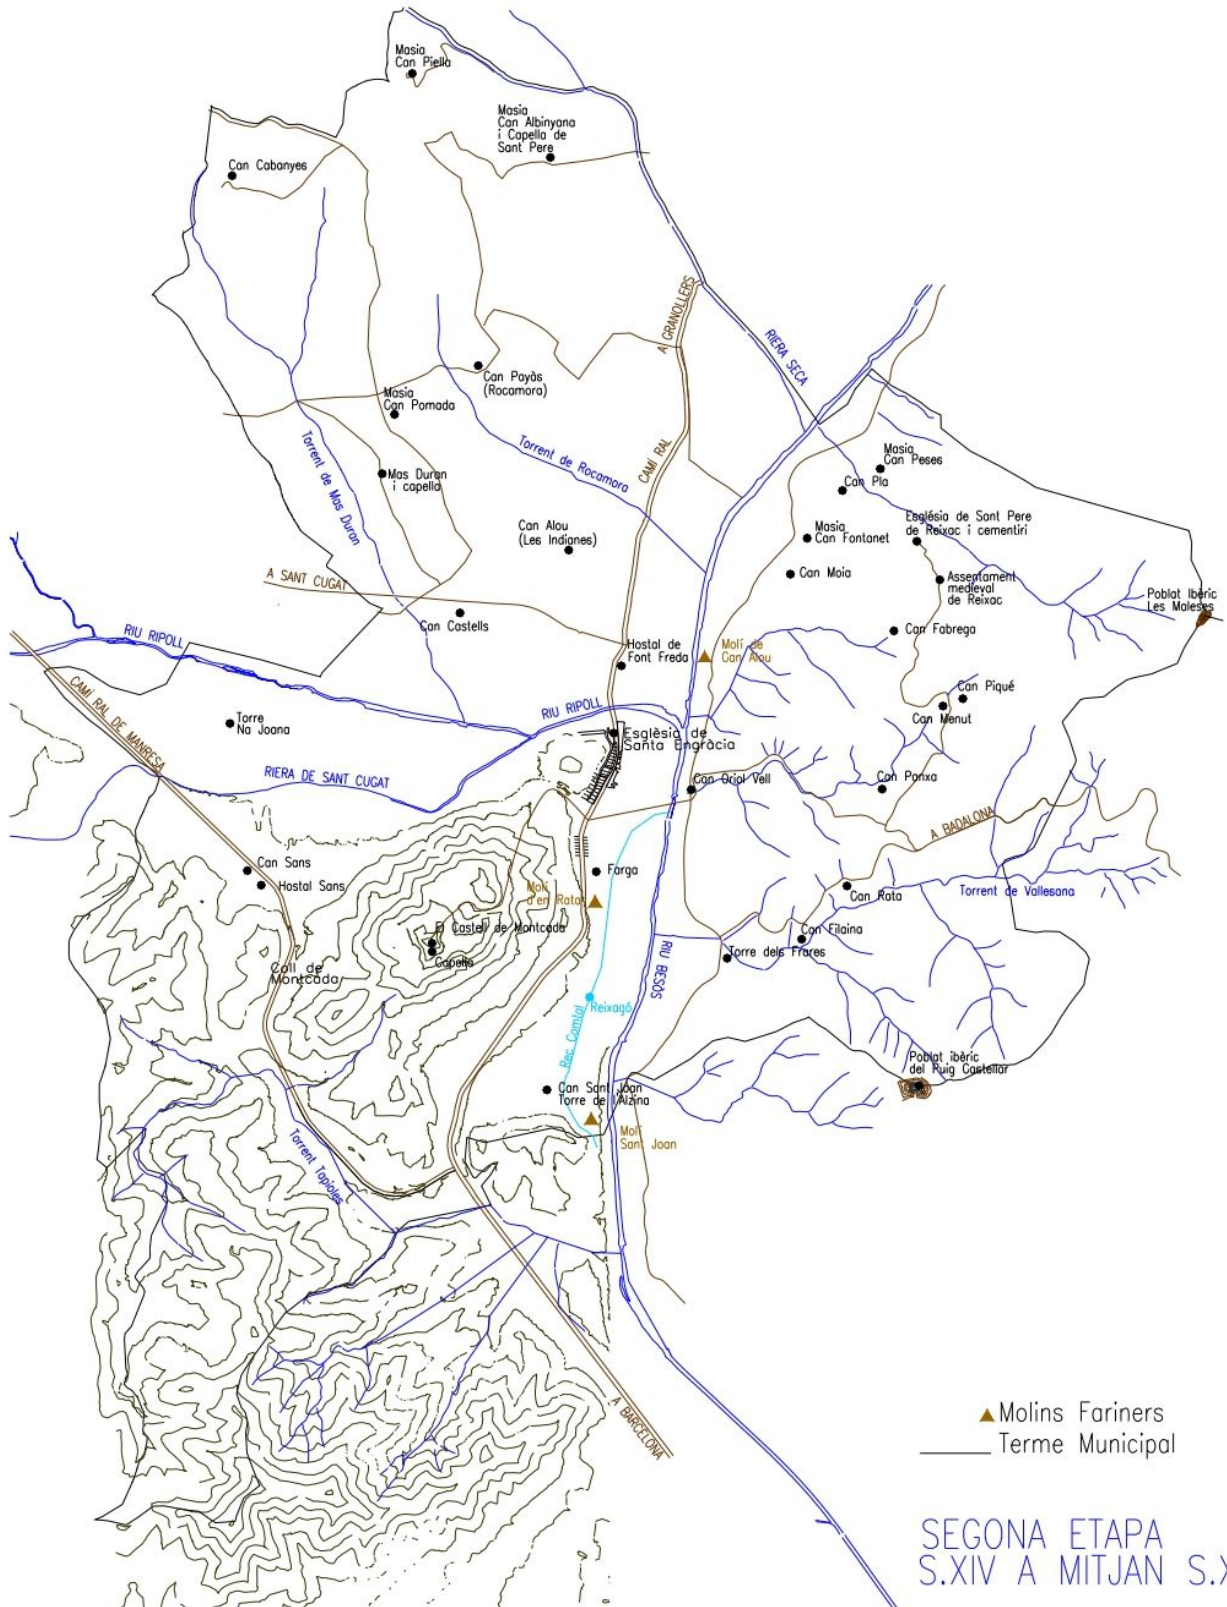 Masia
Can Piella
Masia
Can Albinyana
i Capella de
Sant Pere
Can Cabanyes
A GRANOLLERS
RIERA SECA
Can Payàs
(Rocamora)
Masia
Can Pomada
Torrent de Rocamora
CAMÍ RAL
Torrent de Mas Duran
Mas Duran
i capella
Masia
Can Peses
Can Pla
Can Alou
(Les Indianes)
Masia
Can Fontanet
Església de Sant Pere
de Reixac i cementiri
Can Moia
Assentament
medieval
de Reixac
A SANT CUGAT
Can Castells
Poblat Ibèric
Les Maleses
RIU RIPOLL
Can Fabrega
Hostal de
Font Freda
Molí de
Can Alou
CAMÍ RAL DE MANRESA
Can Piqué
Can Menut
Torre
Na Joana
RIU RIPOLL
Esglèsia de
Santa Engràcia
RIERA DE SANT CUGAT
Can Oriol Vell
Can Panxa
A BADALONA
Can Sans
Hostal Sans
Farga
Molí
d'en Rata
Can Rata
Torrent de Vallesana
El Castell de Montcada
Capella
Can Filaina
Torre dels Frares
Coll de
Montcada
RIU BESÒS
Reixagó
Rec Comtal
Poblat ibèric
del Puig Castellar
Can Sant Joan
Torre de l'Alzina
Molí
Sant Joan
Torrent Tapioles
A BARCELONA
Molins Fariners
Terme Municipal
SEGONA ETAPA
S.XIV A MITJAN S.X